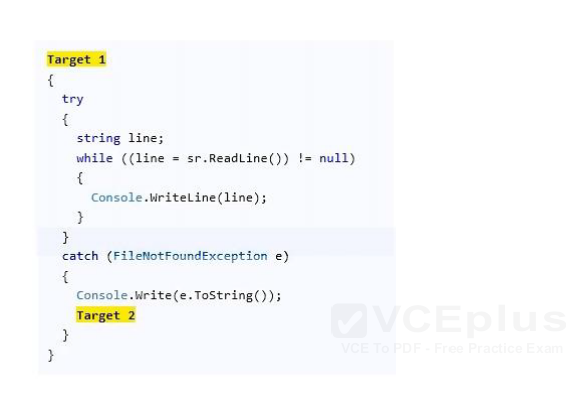 Target 1
{
try
{
string line;
while ((line = sr.ReadLine()) != null)
{
Console.WriteLine(line);
}
}
catch (FileNotFoundException e)
{
Console.Write(e.ToString());
Target 2
}
}
VCEplus
VCE To PDF - Free Practice Exam